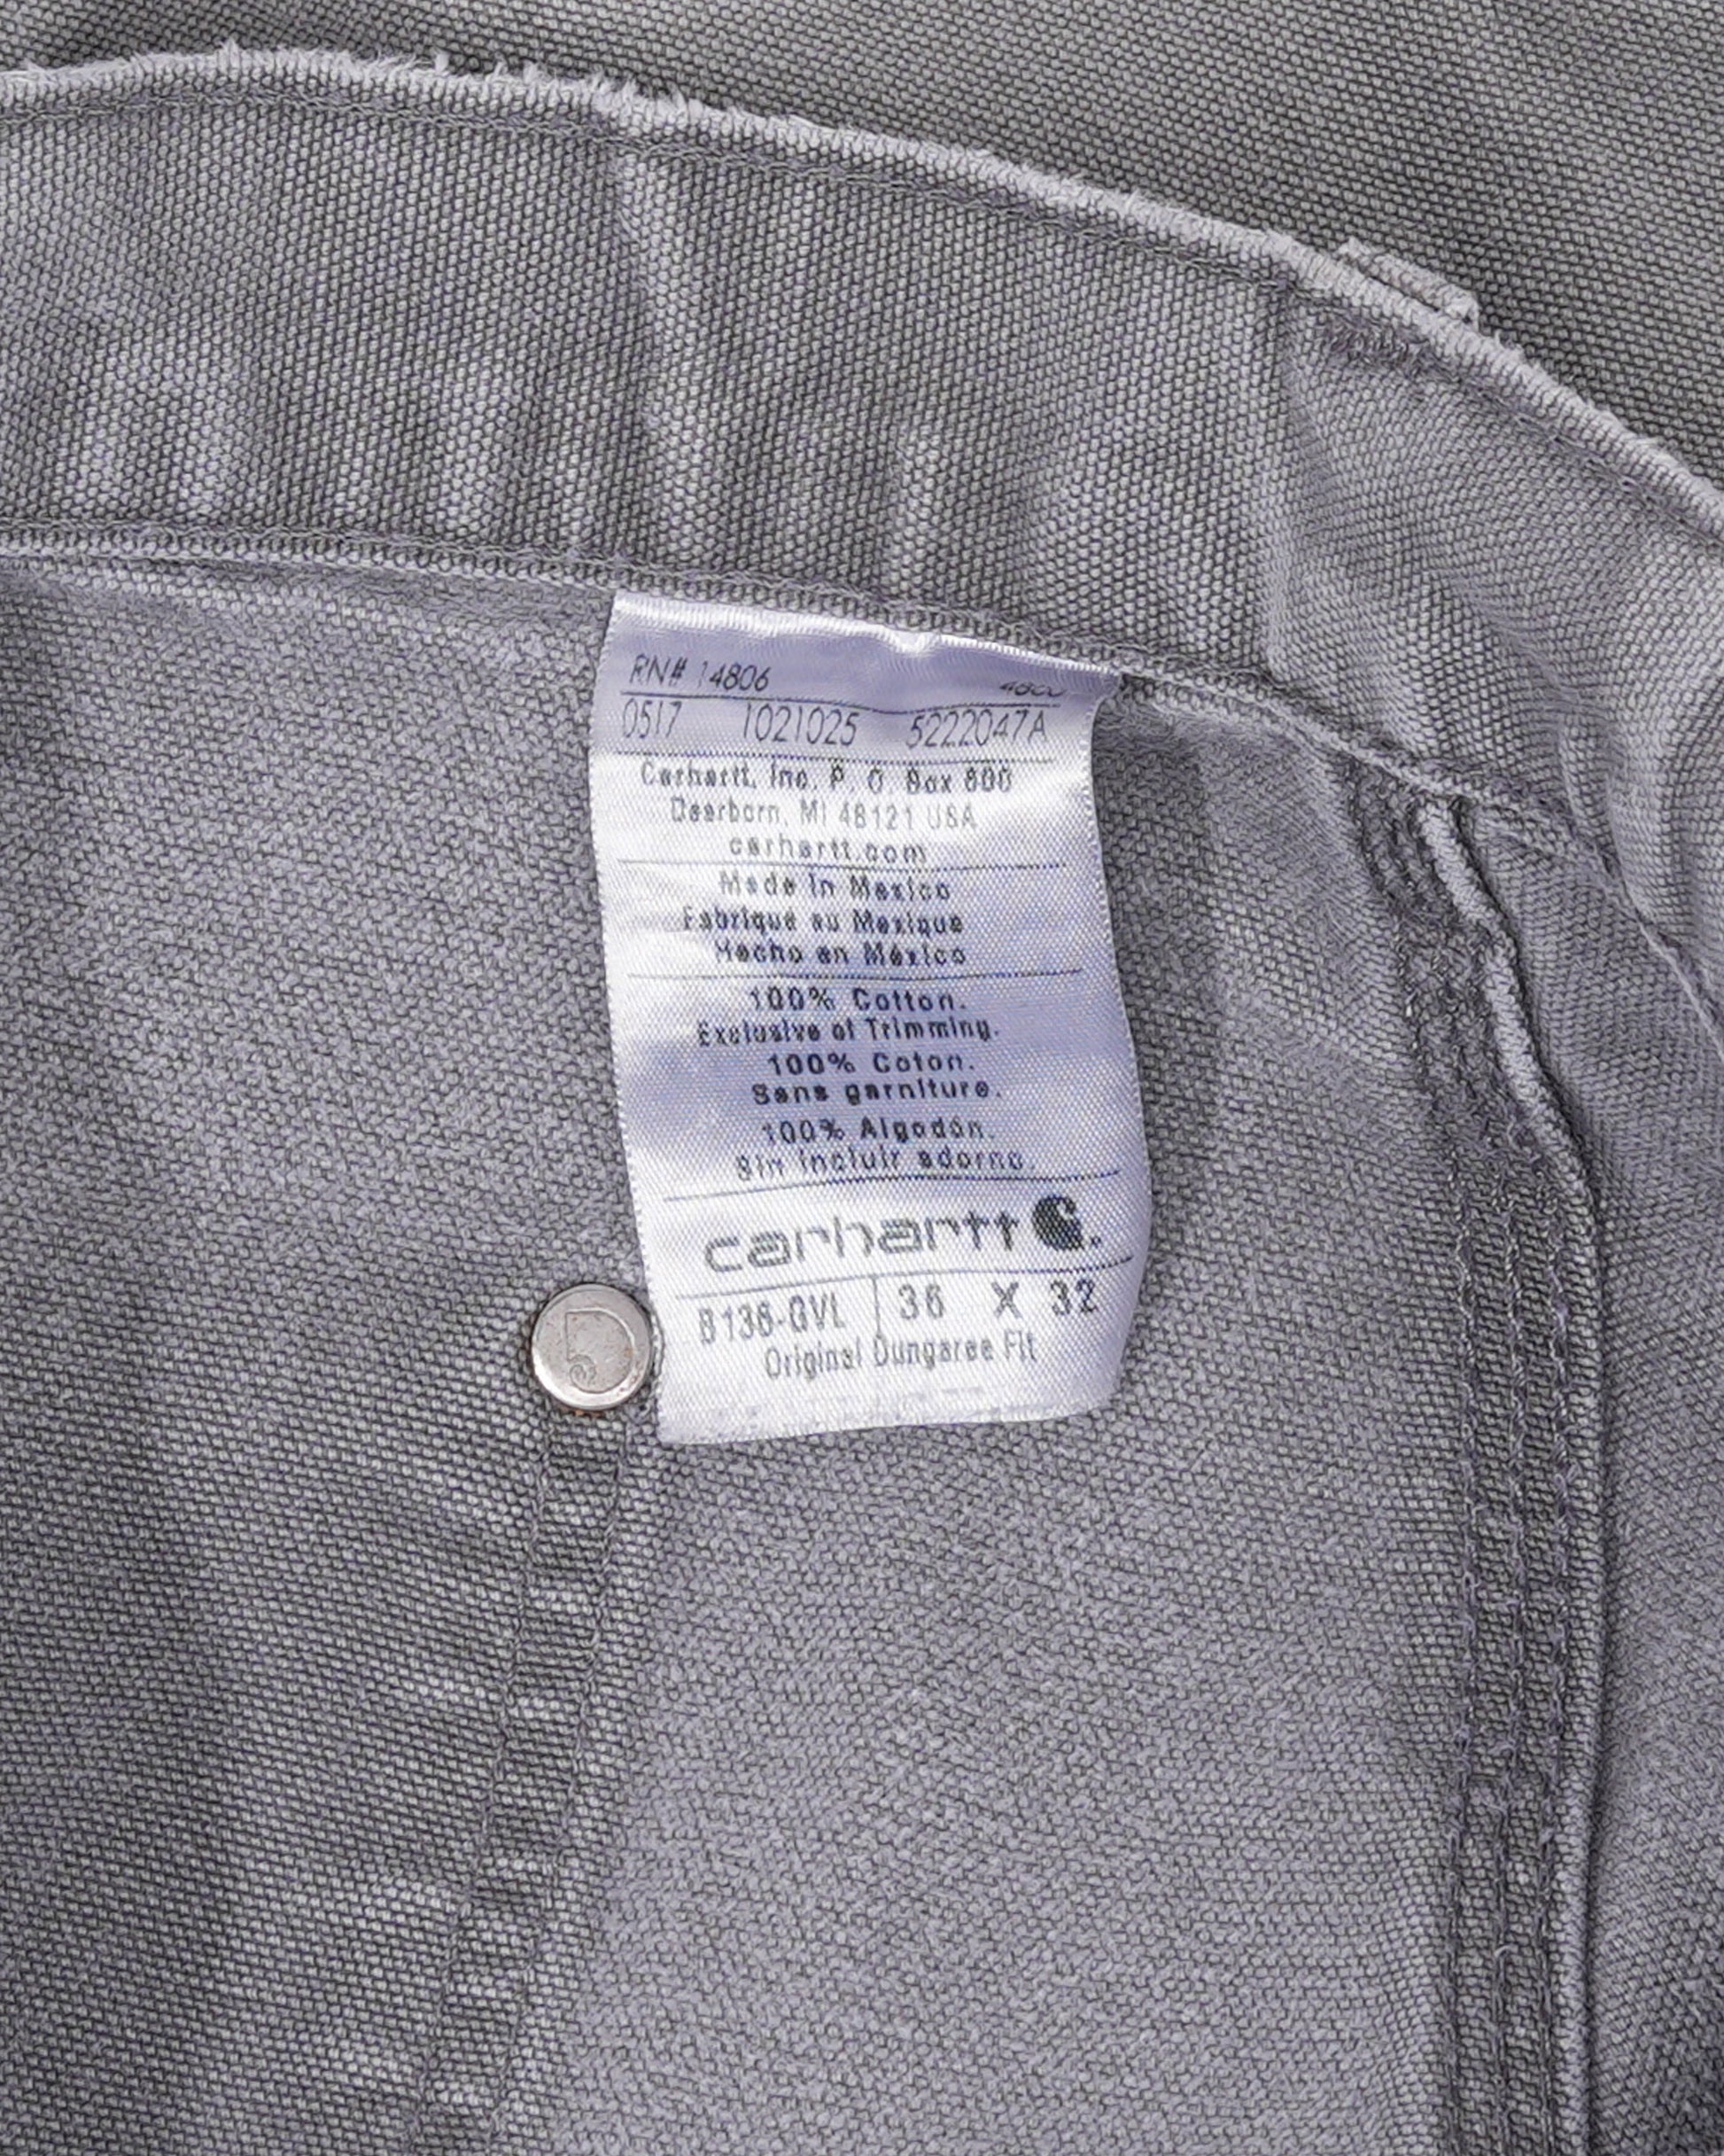 RN# 14806
0517 1021025 5222047A
Carhartt, Inc. P. O. Box 600
Dearborn, MI 48121 USA
carhartt.com
Made in Mexico
Fabriqué au Mexique
Hecho en México
100% Cotton.
Exclusive of Trimming.
100% Coton.
Sans garniture.
100% Algodón.
Sin incluir adorno.
carhartt
B136-GVL 36 X 32
Original Dungaree Fit